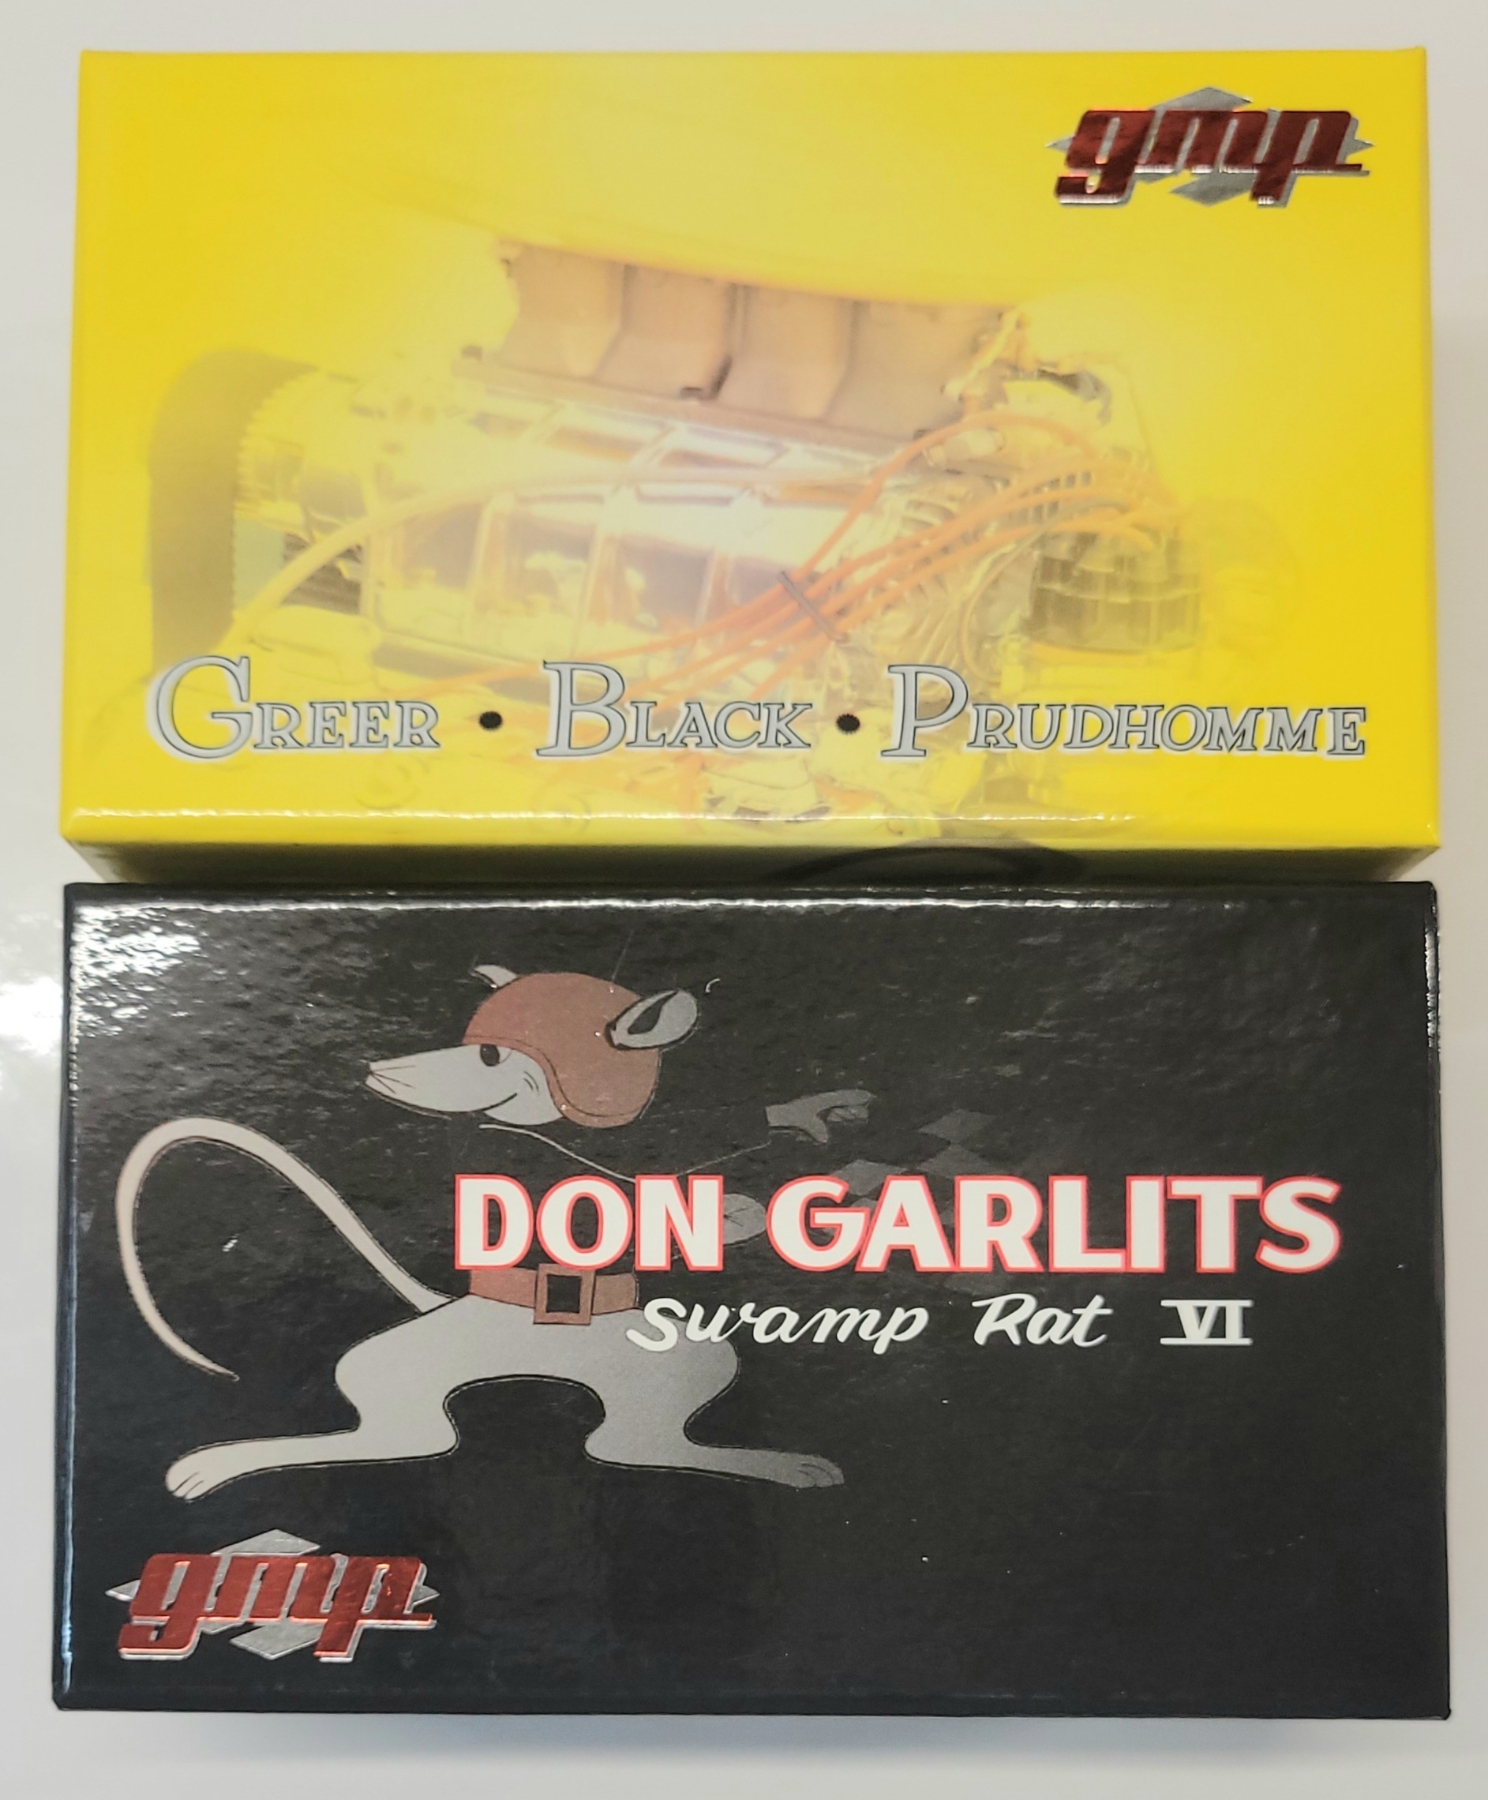 gmp
GREER • BLACK • PRUDHOMME
DON GARLITS
Swamp Rat VI
gmp